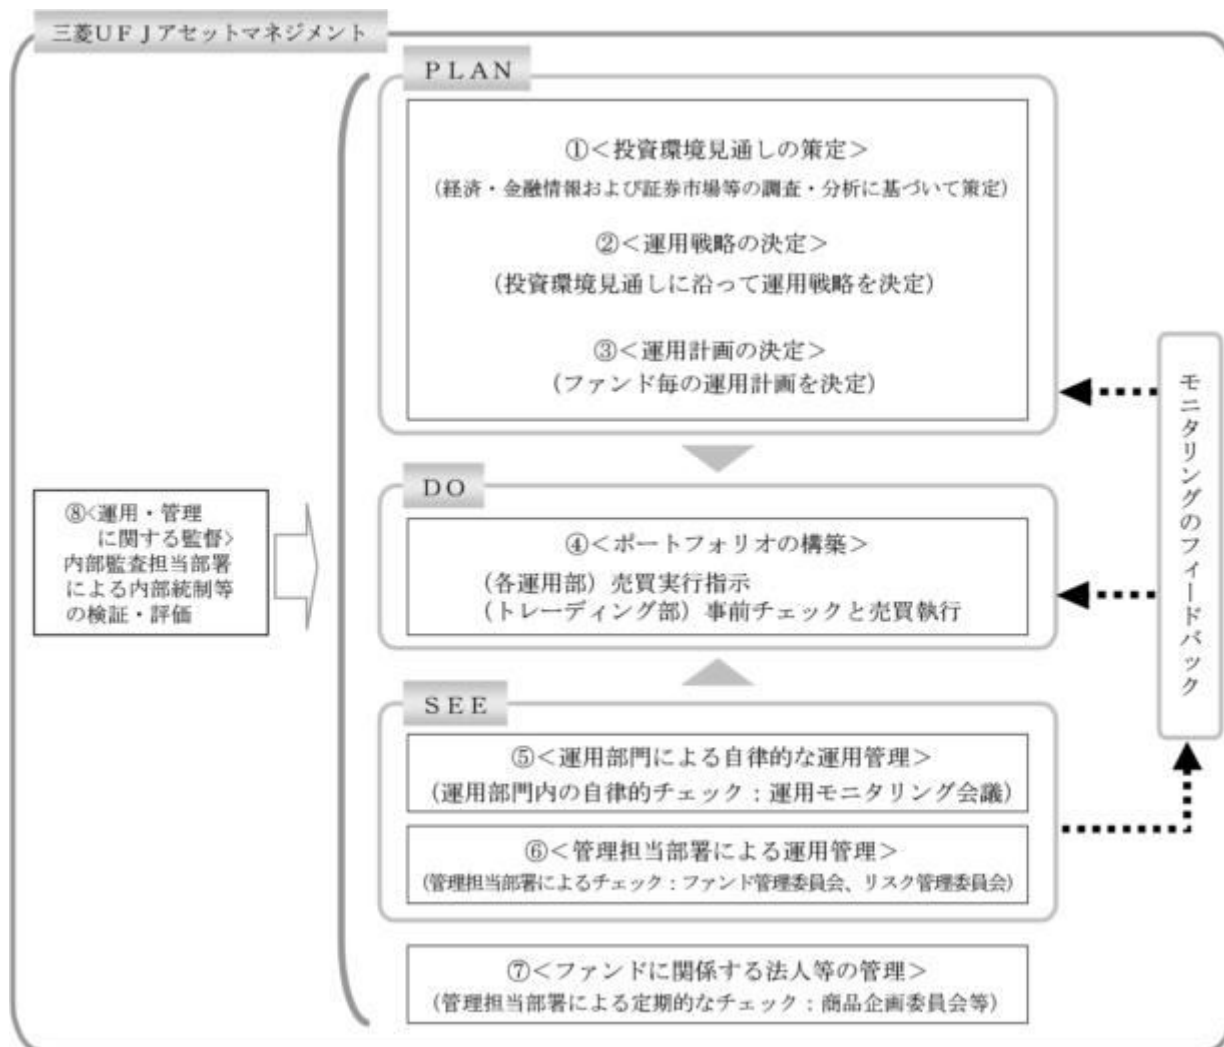 三菱UFJアセットマネジメント
PLAN
①＜投資環境見通しの策定＞
(経済・金融情報および証券市場等の調査・分析に基づいて策定)
②＜運用戦略の決定＞
(投資環境見通しに沿って運用戦略を決定)
③＜運用計画の決定＞
(ファンド毎の運用計画を決定)
DO
④＜ポートフォリオの構築＞
(各運用部) 売買実行指示
(トレーディング部) 事前チェックと売買執行
SEE
⑤＜運用部門による自律的な運用管理＞
(運用部門内の自律的チェック：運用モニタリング会議)
⑥＜管理担当部署による運用管理＞
(管理担当部署によるチェック：ファンド管理委員会、リスク管理委員会)
⑦＜ファンドに関係する法人等の管理＞
(管理担当部署による定期的なチェック：商品企画委員会等)
⑧<運用・管理
に関する監督>
内部監査担当部署
による内部統制等
の検証・評価
モニタリングのフィードバック